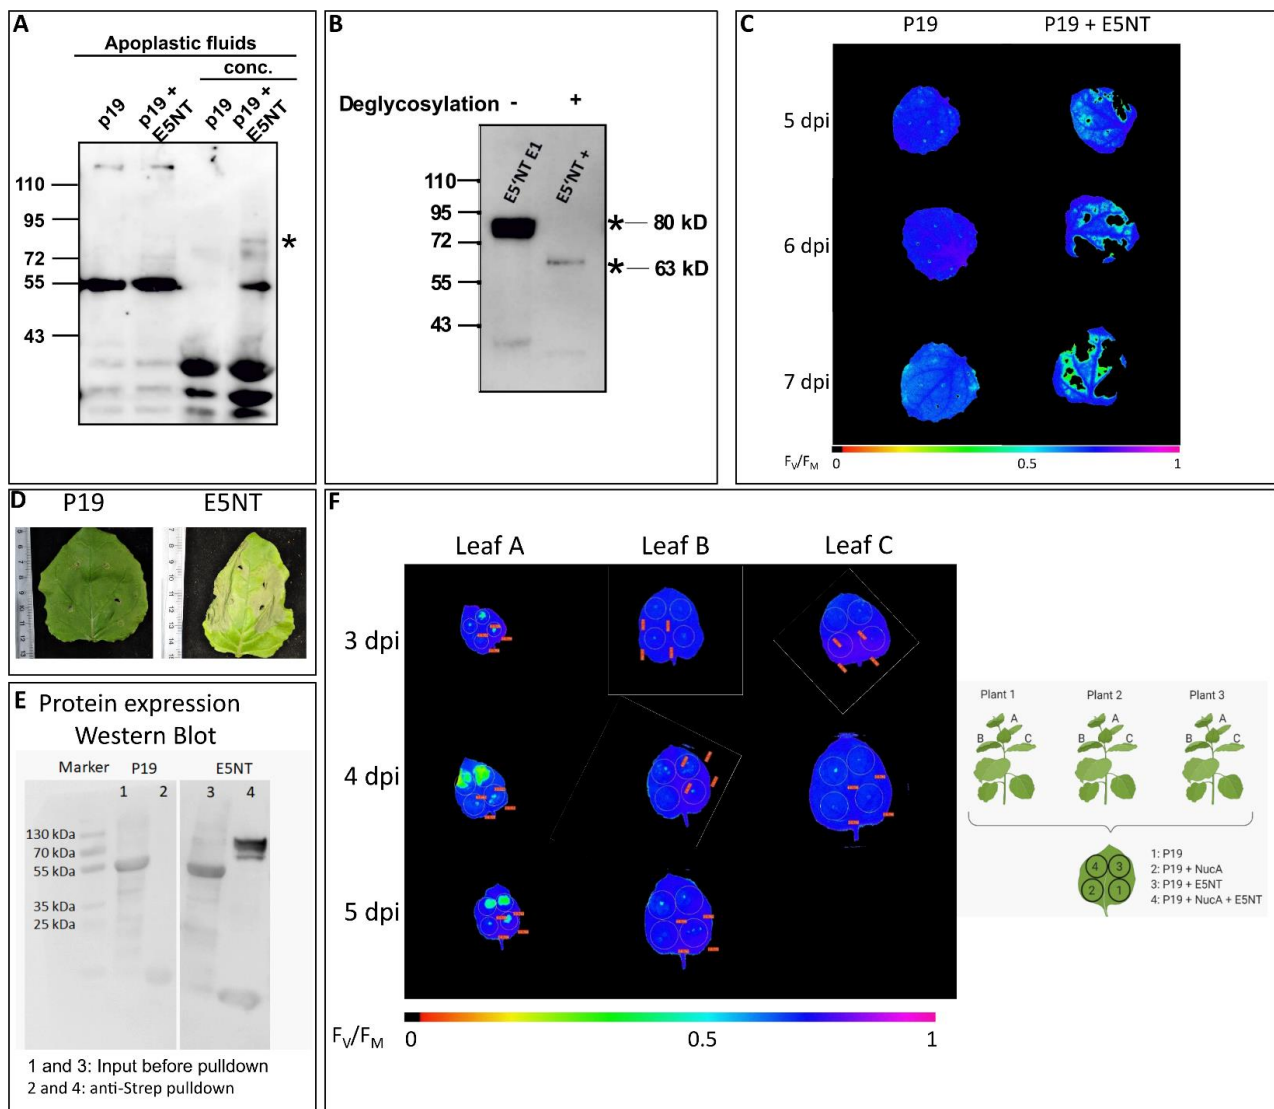 A
Apoplastic fluids
conc.
p19
p19 +
E5NT
p19
p19 +
E5NT
110
95
72
55
43
*
B
Deglycosylation - +
E5'NT E1
E5'NT +
110
95
72
55
43
* 80 kD
* 63 kD
C
P19
P19 + E5NT
5 dpi
6 dpi
7 dpi
FV/FM 0 0.5 1
D
P19
E5NT
E Protein expression
Western Blot
Marker P19 E5NT
1 2 3 4
130 kDa
70 kDa
55 kDa
35 kDa
25 kDa
1 and 3: Input before pulldown
2 and 4: anti-Strep pulldown
F
Leaf A Leaf B Leaf C
3 dpi
4 dpi
5 dpi
FV/FM 0 0.5 1
Plant 1 Plant 2 Plant 3
A A A
B C B C B C
4 3
2 1
1: P19
2: P19 + NucA
3: P19 + E5NT
4: P19 + NucA + E5NT